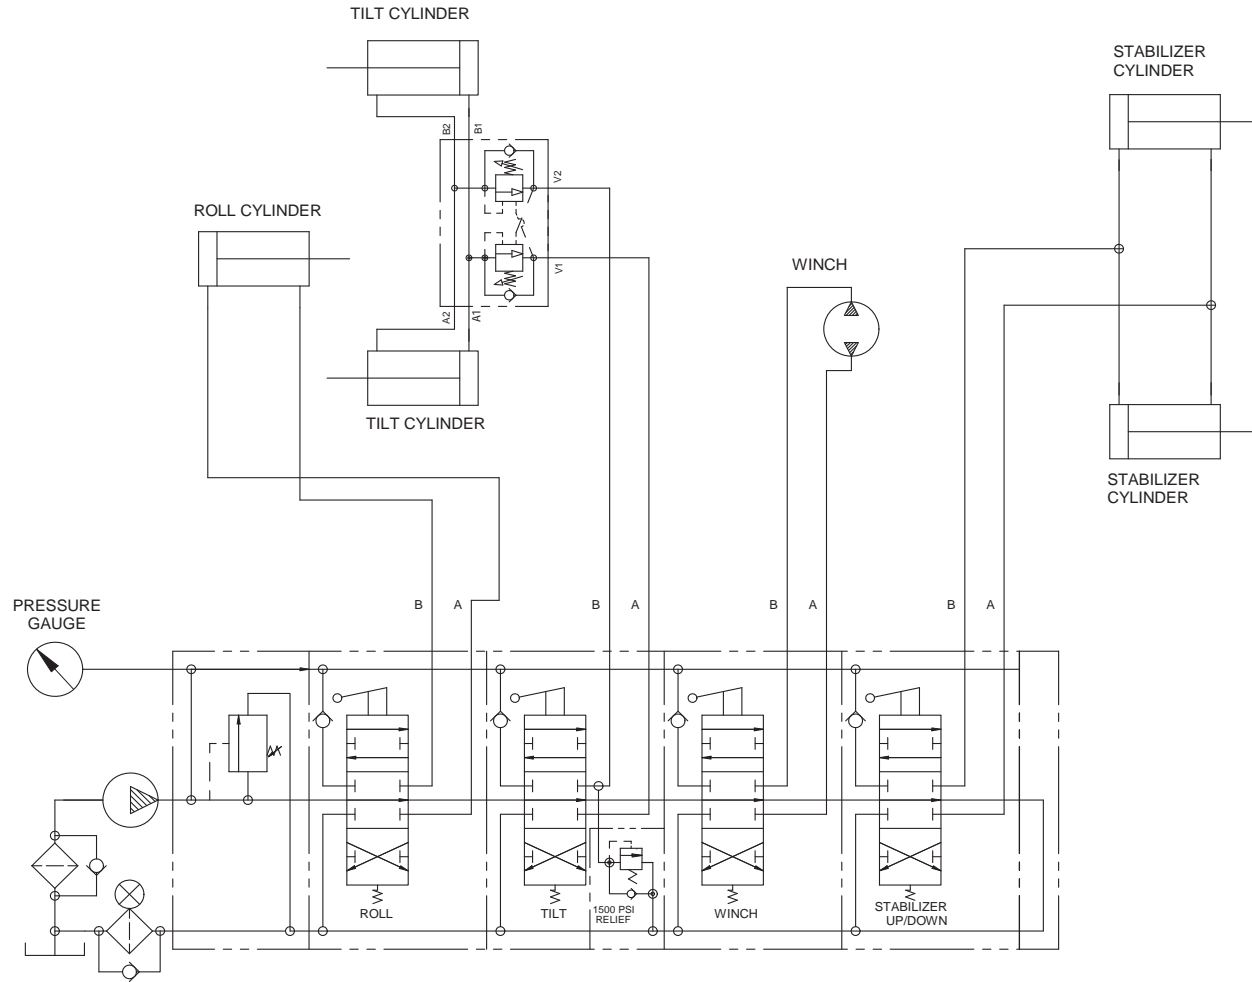 TILT CYLINDER
STABILIZER
CYLINDER
B2
B1
V2
ROLL CYLINDER
WINCH
V1
A2
A1
TILT CYLINDER
STABILIZER
CYLINDER
PRESSURE
GAUGE
B
A
B
A
B
A
B
A
ROLL
TILT
1500 PSI
RELIEF
WINCH
STABILIZER
UP/DOWN